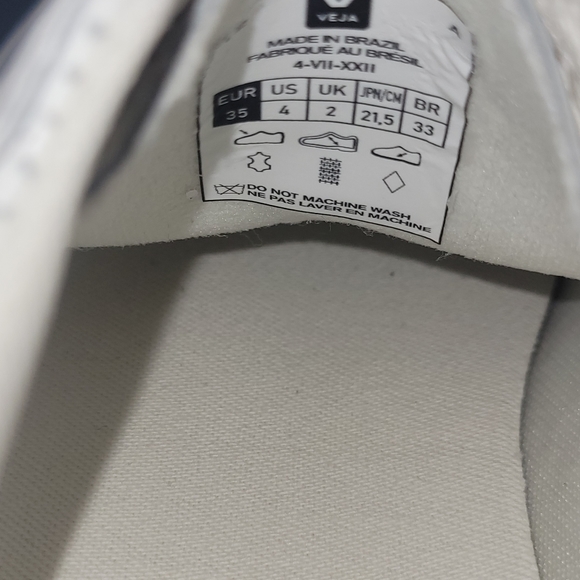 VEJA
MADE IN BRAZIL
FABRIQUÉ AU BRÉSIL
4-VII-XXII
EUR US UK JPN/CM BR
35 4 2 21,5 33
DO NOT MACHINE WASH
NE PAS LAVER EN MACHINE